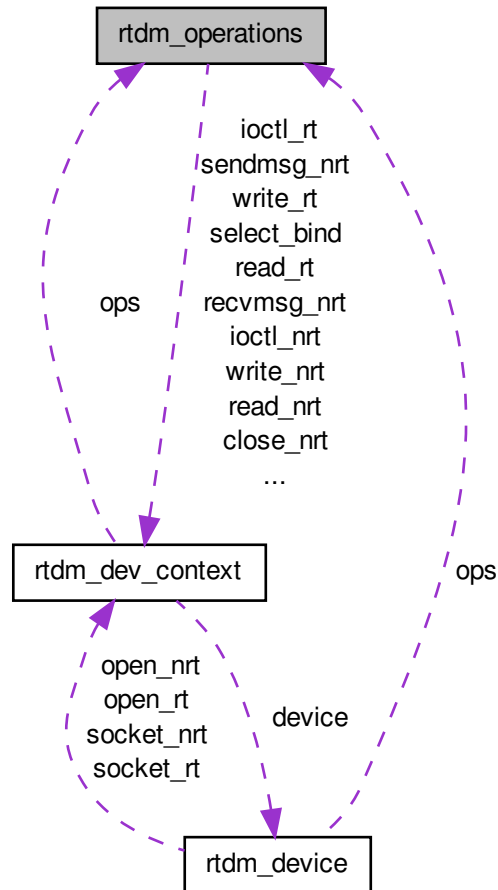 rtdm_operations
ioctl_rt
sendmsg_nrt
write_rt
select_bind
read_rt
recvmsg_nrt
ioctl_nrt
write_nrt
read_nrt
close_nrt
...
ops
rtdm_dev_context
ops
open_nrt
open_rt
socket_nrt
socket_rt
device
rtdm_device